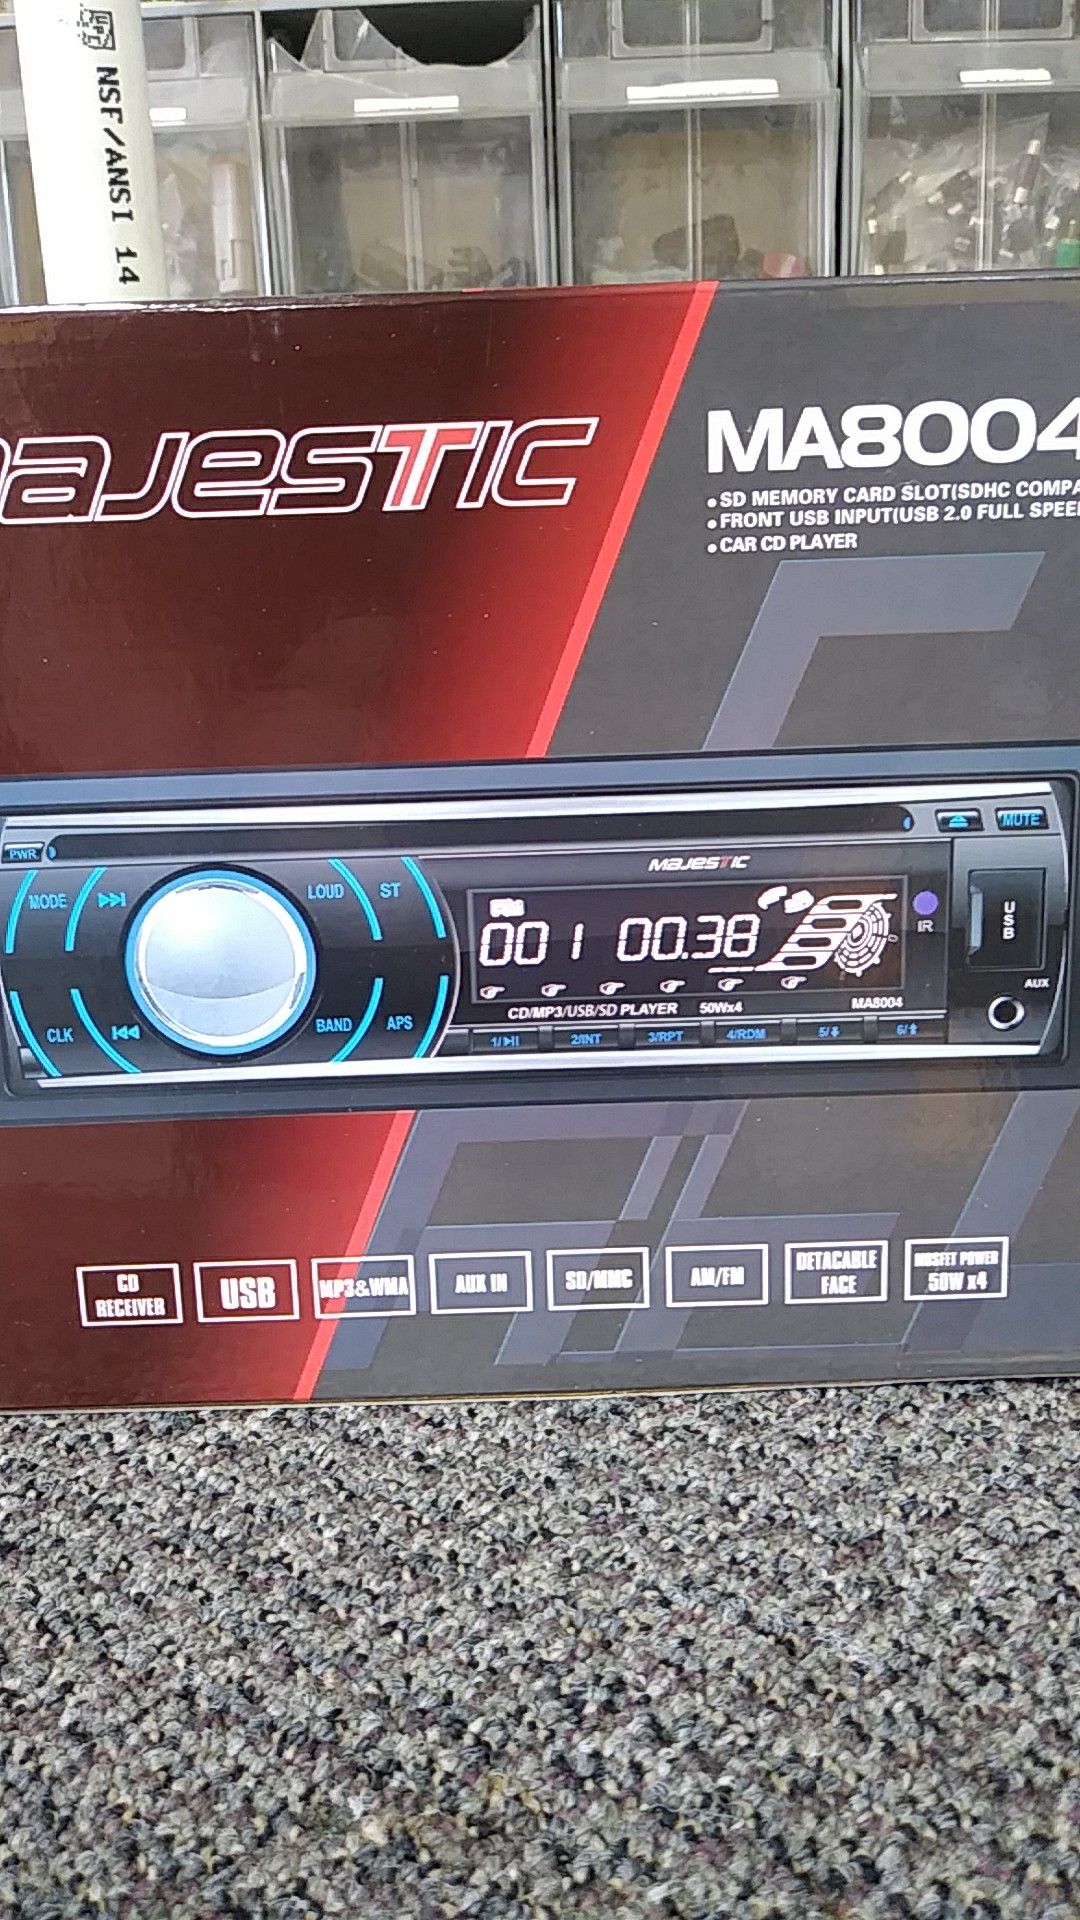 NSF/ANSI 14
MAJESTIC
MA8004
• SD MEMORY CARD SLOT(SDHC COMPA
• FRONT USB INPUT(USB 2.0 FULL SPEE
• CAR CD PLAYER
MUTE
PWR
MAJESTIC
MODE
LOUD
ST
FM
001 00.38
IR
USB
AUX
CLK
BAND
APS
CD/MP3/USB/SD PLAYER 50Wx4 MA8004
1/ 2/INT 3/RPT 4/RDM 5/ 6/
CD RECEIVER
USB
MP3&WMA
AUX IN
SD/MMC
AM/FM
DETACABLE FACE
MOSFET POWER 50W x4